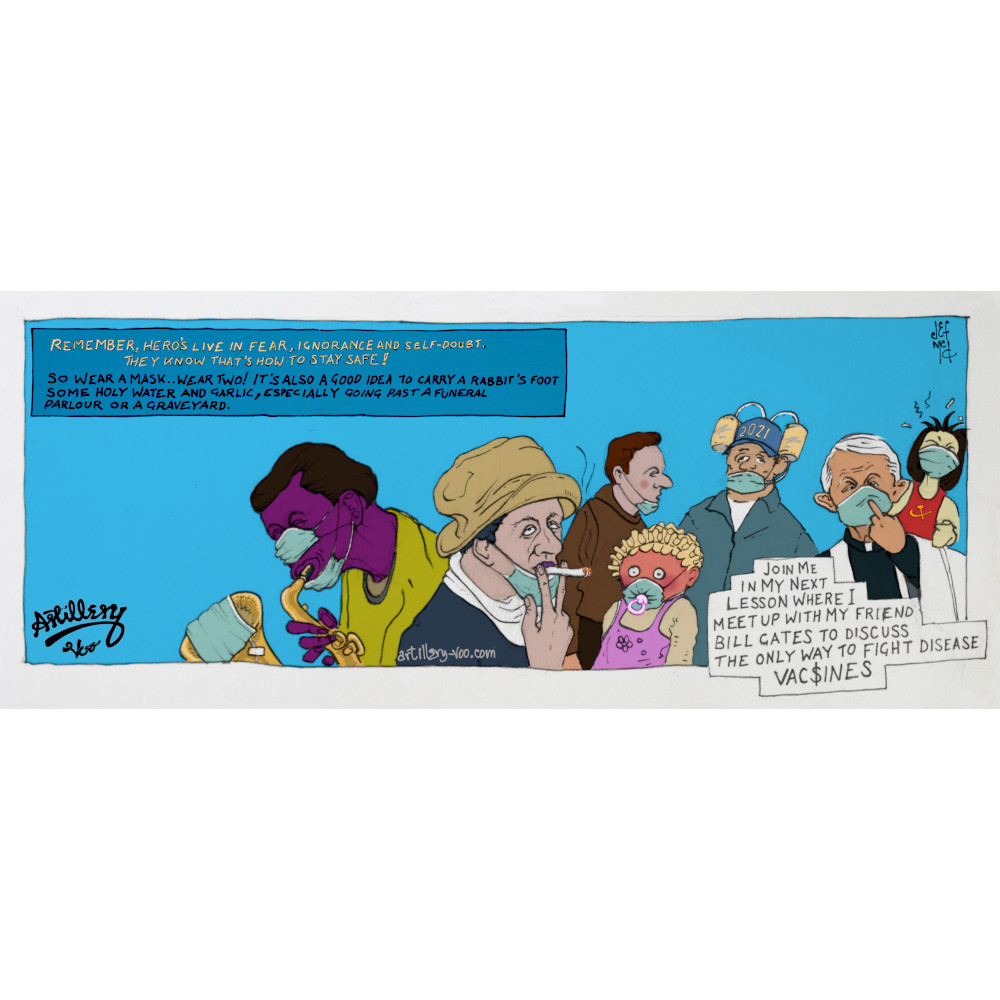 REMEMBER, HERO'S LIVE IN FEAR, IGNORANCE AND SELF-DOUBT.
THEY KNOW THAT'S HOW TO STAY SAFE!
SO WEAR A MASK.. WEAR TWO! IT'S ALSO A GOOD IDEA TO CARRY A RABBIT'S FOOT
SOME HOLY WATER AND GARLIC, ESPECIALLY GOING PAST A FUNERAL
PARLOUR OR A GRAVEYARD.
2021
Artillery
Voo
artillery-voo.com
JOIN ME
IN MY NEXT
LESSON WHERE I
MEET UP WITH MY FRIEND
BILL GATES TO DISCUSS
THE ONLY WAY TO FIGHT DISEASE
VAC$INES